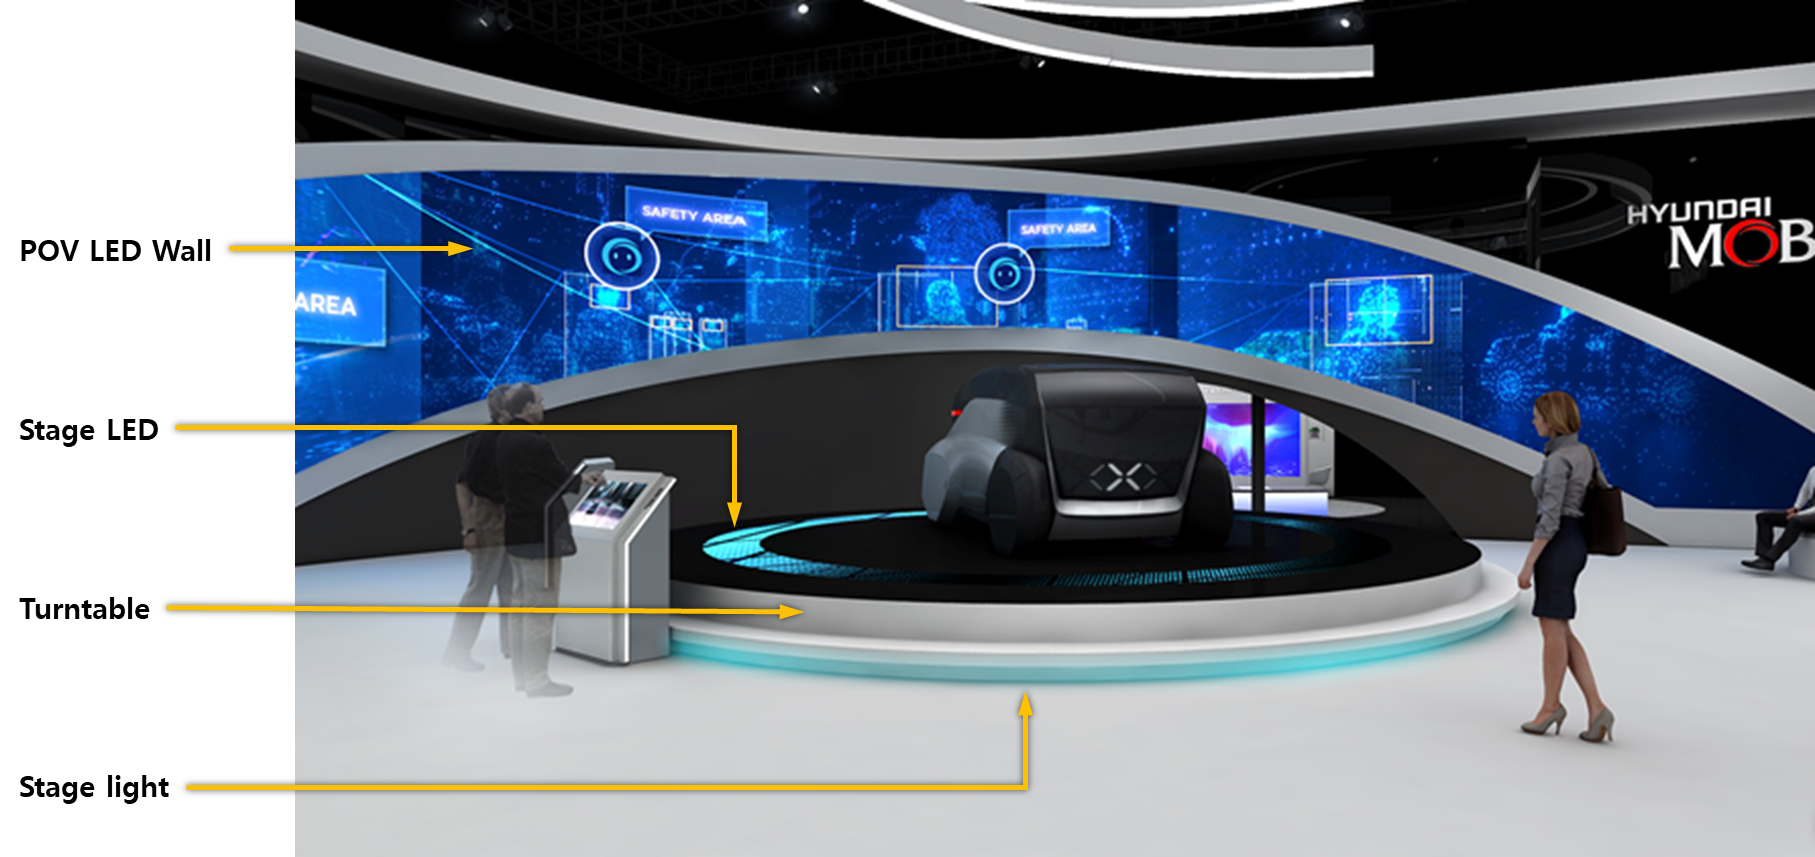 SAFETY AREA
SAFETY AREA
HYUNDAI
MOB
POV LED Wall
AREA
Stage LED
Turntable
Stage light